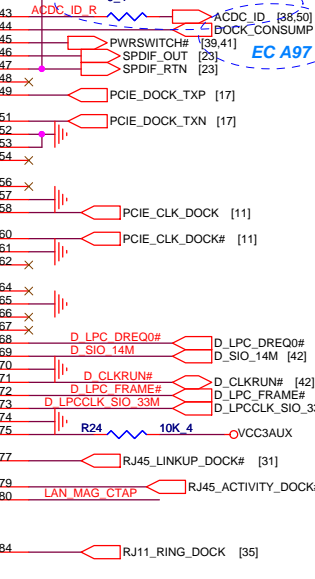 43 ACDC_ID_R ACDC_ID_ [38,50]
44 DOCK_CONSUMP
45 PWRSWITCH# [39,41]
46 SPDIF_OUT [23]
47 SPDIF_RTN [23]
EC A97
48
49 PCIE_DOCK_TXP [17]
51 PCIE_DOCK_TXN [17]
52
53
54
56
57
58 PCIE_CLK_DOCK [11]
60 PCIE_CLK_DOCK# [11]
61
62
64
65
66
67
68 D_LPC_DREQ0# D_LPC_DREQ0#
69 D_SIO_14M D_SIO_14M [42]
70
71 D_CLKRUN# D_CLKRUN# [42]
72 D_LPC_FRAME# D_LPC_FRAME#
73 D_LPCCLK_SIO_33M D_LPCCLK_SIO_33
74
75 R24 10K_4 VCC3AUX
77 RJ45_LINKUP_DOCK# [31]
79 RJ45_ACTIVITY_DOCK#
80 LAN_MAG_CTAP
84 RJ11_RING_DOCK [35]